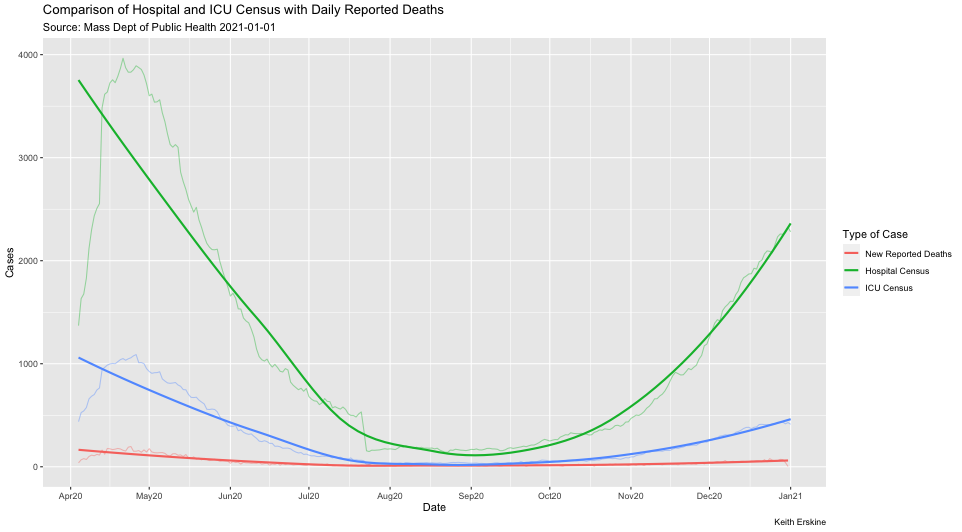 Comparison of Hospital and ICU Census with Daily Reported Deaths
Source: Mass Dept of Public Health 2021-01-01
Cases
4000
3000
2000
1000
0
Apr20 May20 Jun20 Jul20 Aug20 Sep20 Oct20 Nov20 Dec20 Jan21
Date
Type of Case
New Reported Deaths
Hospital Census
ICU Census
Keith Erskine